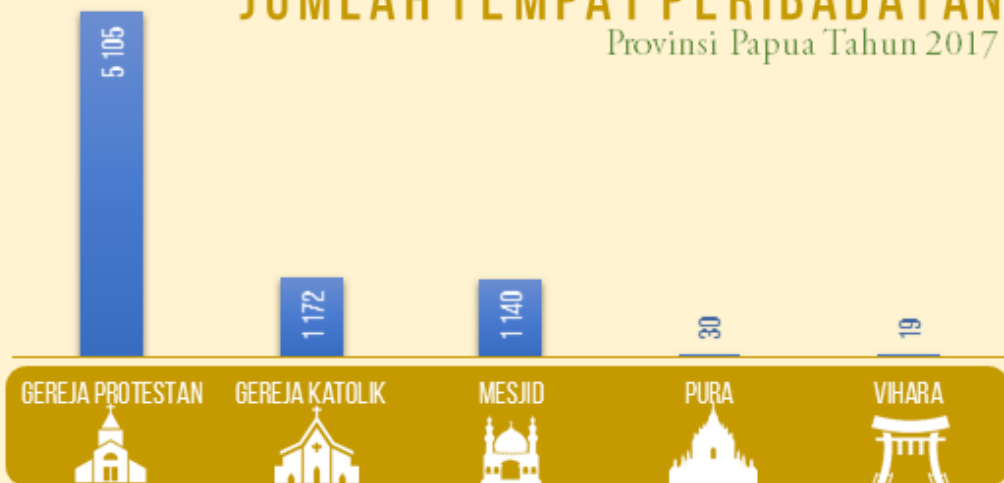 JUMLAH TEMPAT PERIBADATAN
Provinsi Papua Tahun 2017
5 105
1 172
1 140
30
19
GEREJA PROTESTAN
GEREJA KATOLIK
MESJID
PURA
VIHARA